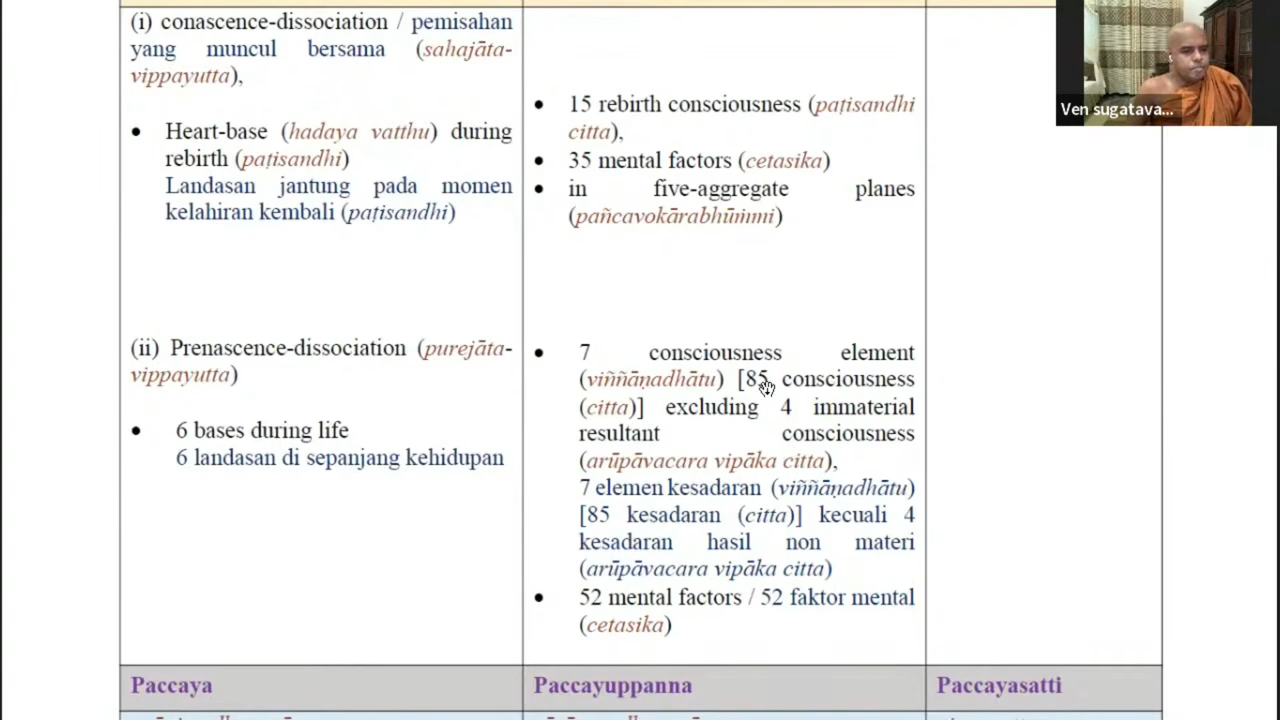 (i) conascence-dissociation / pemisahan
yang muncul bersama (sahajāta-
vippayutta),
• Heart-base (hadaya vatthu) during
rebirth (paṭisandhi)
Landasan jantung pada momen
kelahiran kembali (paṭisandhi)
(ii) Prenascence-dissociation (purejāta-
vippayutta)
• 6 bases during life
6 landasan di sepanjang kehidupan
• 15 rebirth consciousness (paṭisandhi
citta),
• 35 mental factors (cetasika)
• in five-aggregate planes
(pañcavokārabhūṁmi)
• 7 consciousness element
(viññāṇadhātu) [85 consciousness
(citta)] excluding 4 immaterial
resultant consciousness
(arūpāvacara vipāka citta),
7 elemen kesadaran (viññāṇadhātu)
[85 kesadaran (citta)] kecuali 4
kesadaran hasil non materi
(arūpāvacara vipāka citta)
• 52 mental factors / 52 faktor mental
(cetasika)
Paccaya Paccayuppanna Paccayasatti
Ven sugatava...